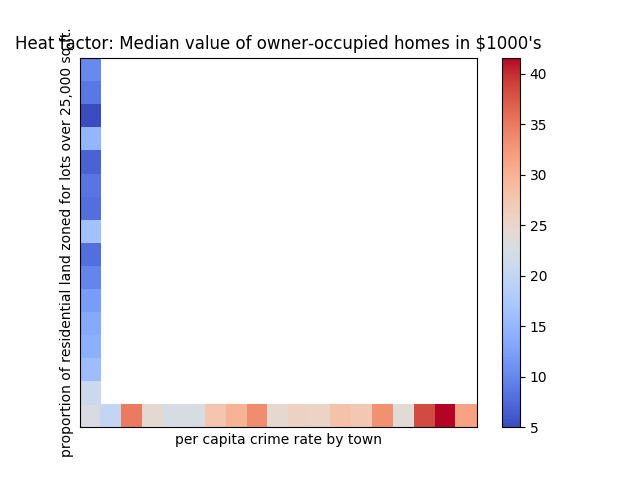 Heat factor: Median value of owner-occupied homes in $1000's
proportion of residential land zoned for lots over 25,000 sq.ft.
per capita crime rate by town
40
35
30
25
20
15
10
5